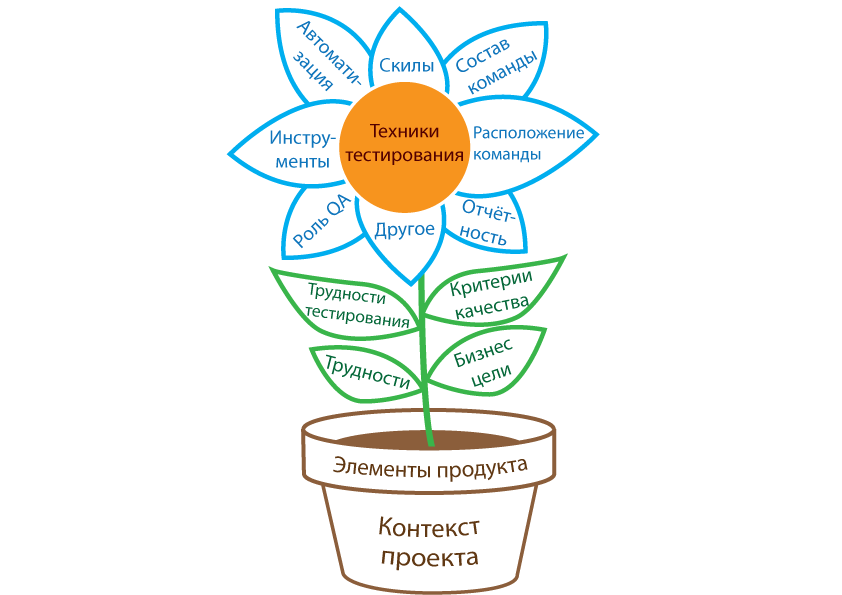 Автомати-
зация
Скилы
Состав
команды
Инстру-
менты
Техники
тестирования
Расположение
команды
Роль QA
Другое
Отчёт-
ность
Трудности
тестирования
Критерии
качества
Трудности
Бизнес
цели
Элементы продукта
Контекст
проекта